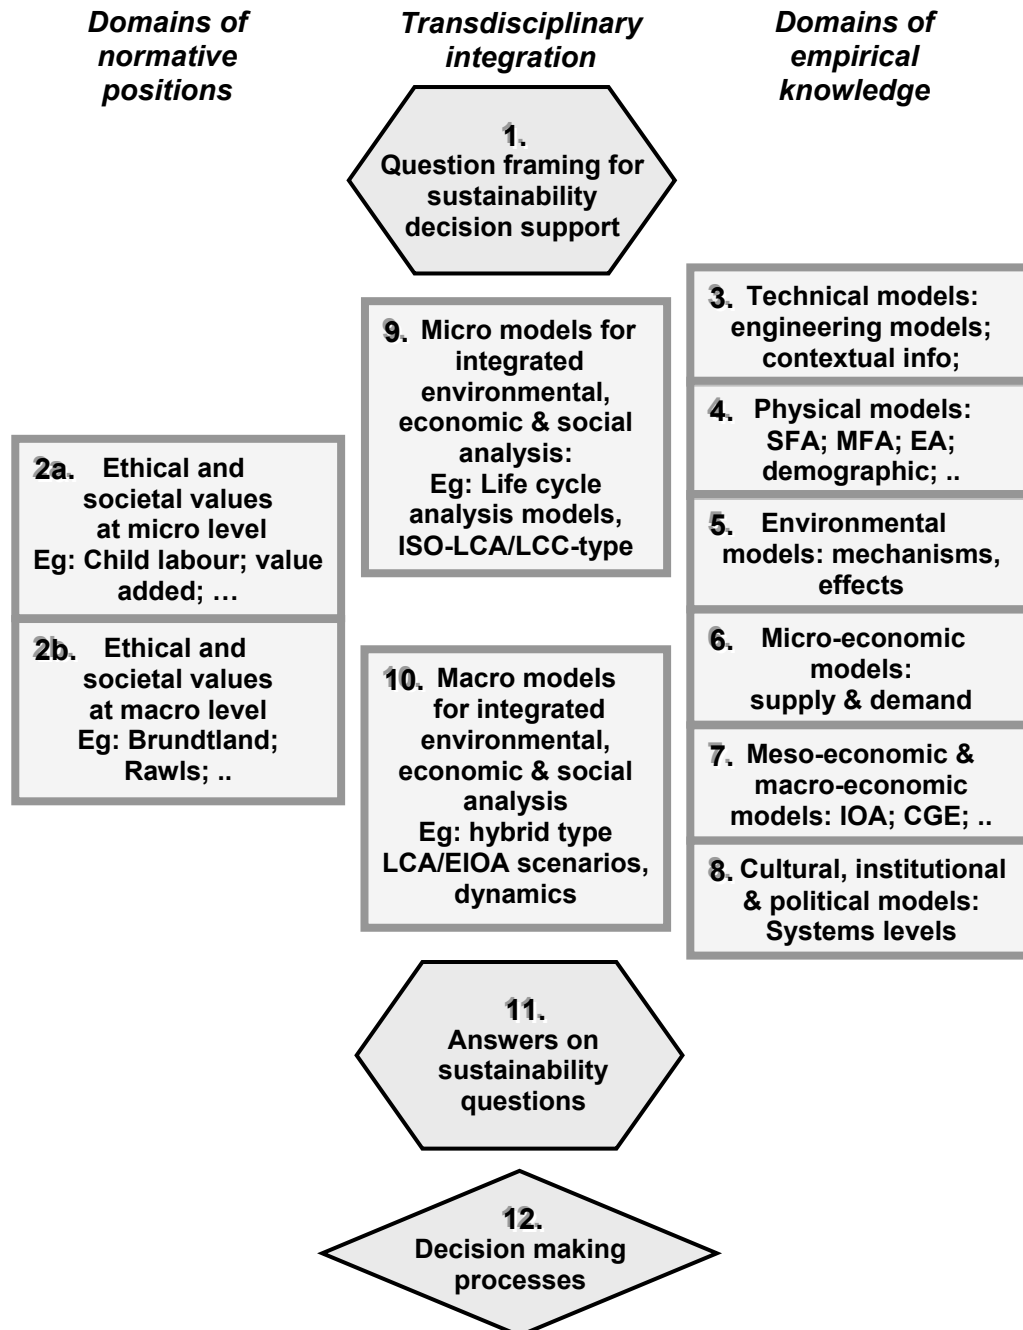 Domains of
normative
positions
Transdisciplinary
integration
Domains of
empirical
knowledge
1.
Question framing for
sustainability
decision support
2a. Ethical and
societal values
at micro level
Eg: Child labour; value
added; …
2b. Ethical and
societal values
at macro level
Eg: Brundtland;
Rawls; ..
9. Micro models for
integrated
environmental,
economic & social
analysis:
Eg: Life cycle
analysis models,
ISO-LCA/LCC-type
10. Macro models
for integrated
environmental,
economic & social
analysis
Eg: hybrid type
LCA/EIOA scenarios,
dynamics
3. Technical models:
engineering models;
contextual info;
4. Physical models:
SFA; MFA; EA;
demographic; ..
5. Environmental
models: mechanisms,
effects
6. Micro-economic
models:
supply & demand
7. Meso-economic &
macro-economic
models: IOA; CGE; ..
8. Cultural, institutional
& political models:
Systems levels
11.
Answers on
sustainability
questions
12.
Decision making
processes